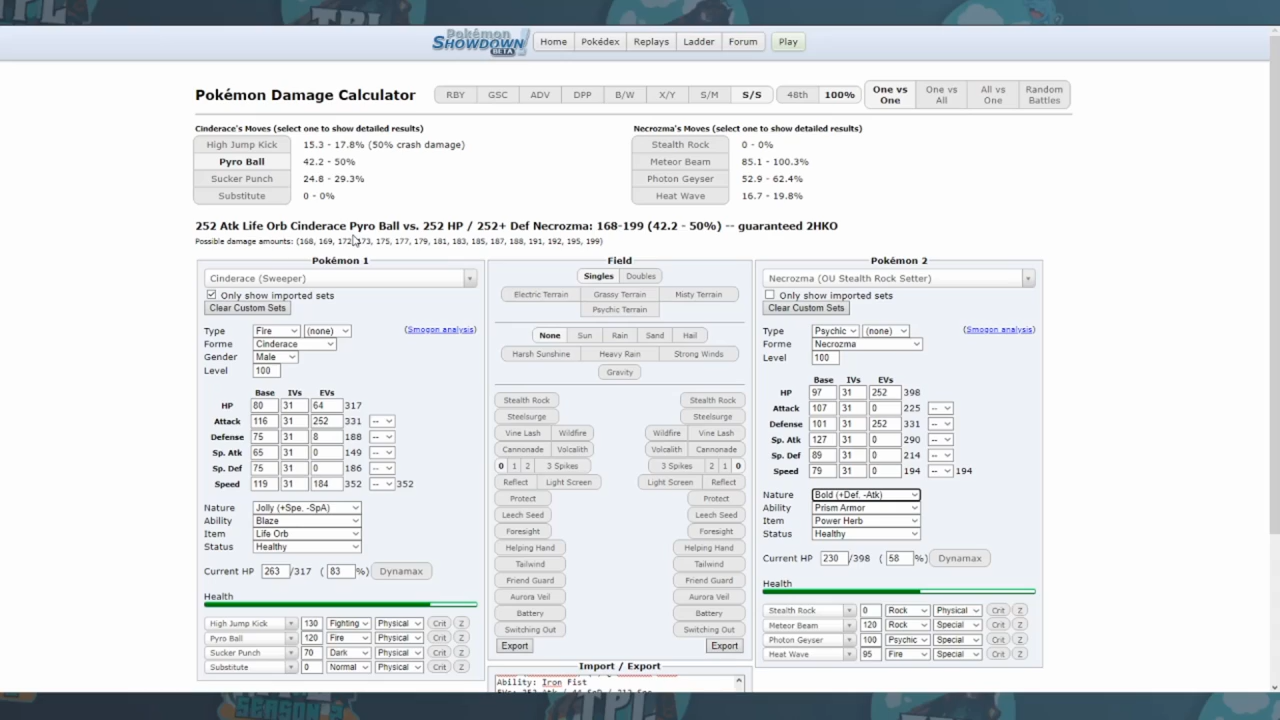 Pokémon SHOWDOWN! BETA
Home Pokédex Replays Ladder Forum Play
Pokémon Damage Calculator RBY GSC ADV DPP B/W X/Y S/M S/S 48th 100% One vs One One vs All All vs One Random Battles
Cinderace's Moves (select one to show detailed results)
High Jump Kick 15.3 - 17.8% (50% crash damage)
Pyro Ball 42.2 - 50%
Sucker Punch 24.8 - 29.3%
Substitute 0 - 0%
Necrozma's Moves (select one to show detailed results)
Stealth Rock 0 - 0%
Meteor Beam 85.1 - 100.3%
Photon Geyser 52.9 - 62.4%
Heat Wave 16.7 - 19.8%
252 Atk Life Orb Cinderace Pyro Ball vs. 252 HP / 252+ Def Necrozma: 168-199 (42.2 - 50%) -- guaranteed 2HKO
Possible damage amounts: (168, 169, 172, 173, 175, 177, 179, 181, 183, 185, 187, 188, 191, 192, 195, 199)
Pokémon 1
Cinderace (Sweeper)
Only show imported sets
Clear Custom Sets
Type Fire (none) (Smogon analysis)
Forme Cinderace
Gender Male
Level 100
Base IVs EVs
HP 80 31 64 317
Attack 116 31 252 331 --
Defense 75 31 8 188 --
Sp. Atk 65 31 0 149 --
Sp. Def 75 31 0 186 --
Speed 119 31 184 352 -- 352
Nature Jolly (+Spe, -SpA)
Ability Blaze
Item Life Orb
Status Healthy
Current HP 263 /317 ( 83 %) Dynamax
Health
High Jump Kick 130 Fighting Physical Crit Z
Pyro Ball 120 Fire Physical Crit Z
Sucker Punch 70 Dark Physical Crit Z
Substitute 0 Normal Physical Crit Z
Field
Singles Doubles
Electric Terrain Grassy Terrain Misty Terrain
Psychic Terrain
None Sun Rain Sand Hail
Harsh Sunshine Heavy Rain Strong Winds
Gravity
Stealth Rock Stealth Rock
Steelsurge Steelsurge
Vine Lash Wildfire Wildfire Vine Lash
Cannonade Volcalith Volcalith Cannonade
0 1 2 3 Spikes 3 Spikes 2 1 0
Reflect Light Screen Light Screen Reflect
Protect Protect
Leech Seed Leech Seed
Foresight Foresight
Helping Hand Helping Hand
Tailwind Tailwind
Friend Guard Friend Guard
Aurora Veil Aurora Veil
Battery Battery
Switching Out Switching Out
Export Export
Import / Export
Ability: Iron Fist
Pokémon 2
Necrozma (OU Stealth Rock Setter)
Only show imported sets
Clear Custom Sets
Type Psychic (none) (Smogon analysis)
Forme Necrozma
Level 100
Base IVs EVs
HP 97 31 252 398
Attack 107 31 0 225 --
Defense 101 31 252 331 --
Sp. Atk 127 31 0 290 --
Sp. Def 89 31 0 214 --
Speed 79 31 0 194 -- 194
Nature Bold (+Def, -Atk)
Ability Prism Armor
Item Power Herb
Status Healthy
Current HP 230 /398 ( 58 %) Dynamax
Health
Stealth Rock 0 Rock Physical Crit Z
Meteor Beam 120 Rock Special Crit Z
Photon Geyser 100 Psychic Special Crit Z
Heat Wave 95 Fire Special Crit Z
SEASON